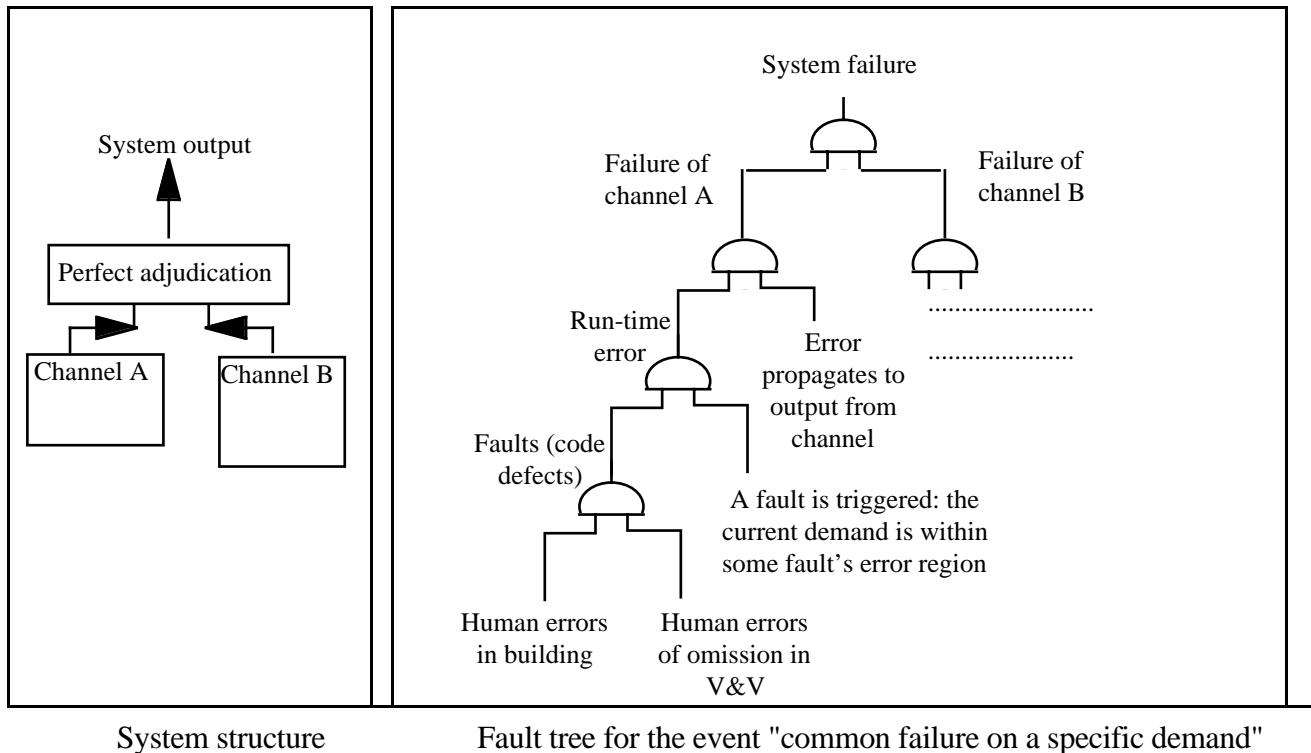 System output
Perfect adjudication
Channel A
Channel B
System structure
System failure
Failure of
channel A
Failure of
channel B
Run-time
error
Error
propagates to
output from
channel
.........................
......................
Faults (code
defects)
A fault is triggered: the
current demand is within
some fault's error region
Human errors
in building
Human errors
of omission in
V&V
Fault tree for the event "common failure on a specific demand"